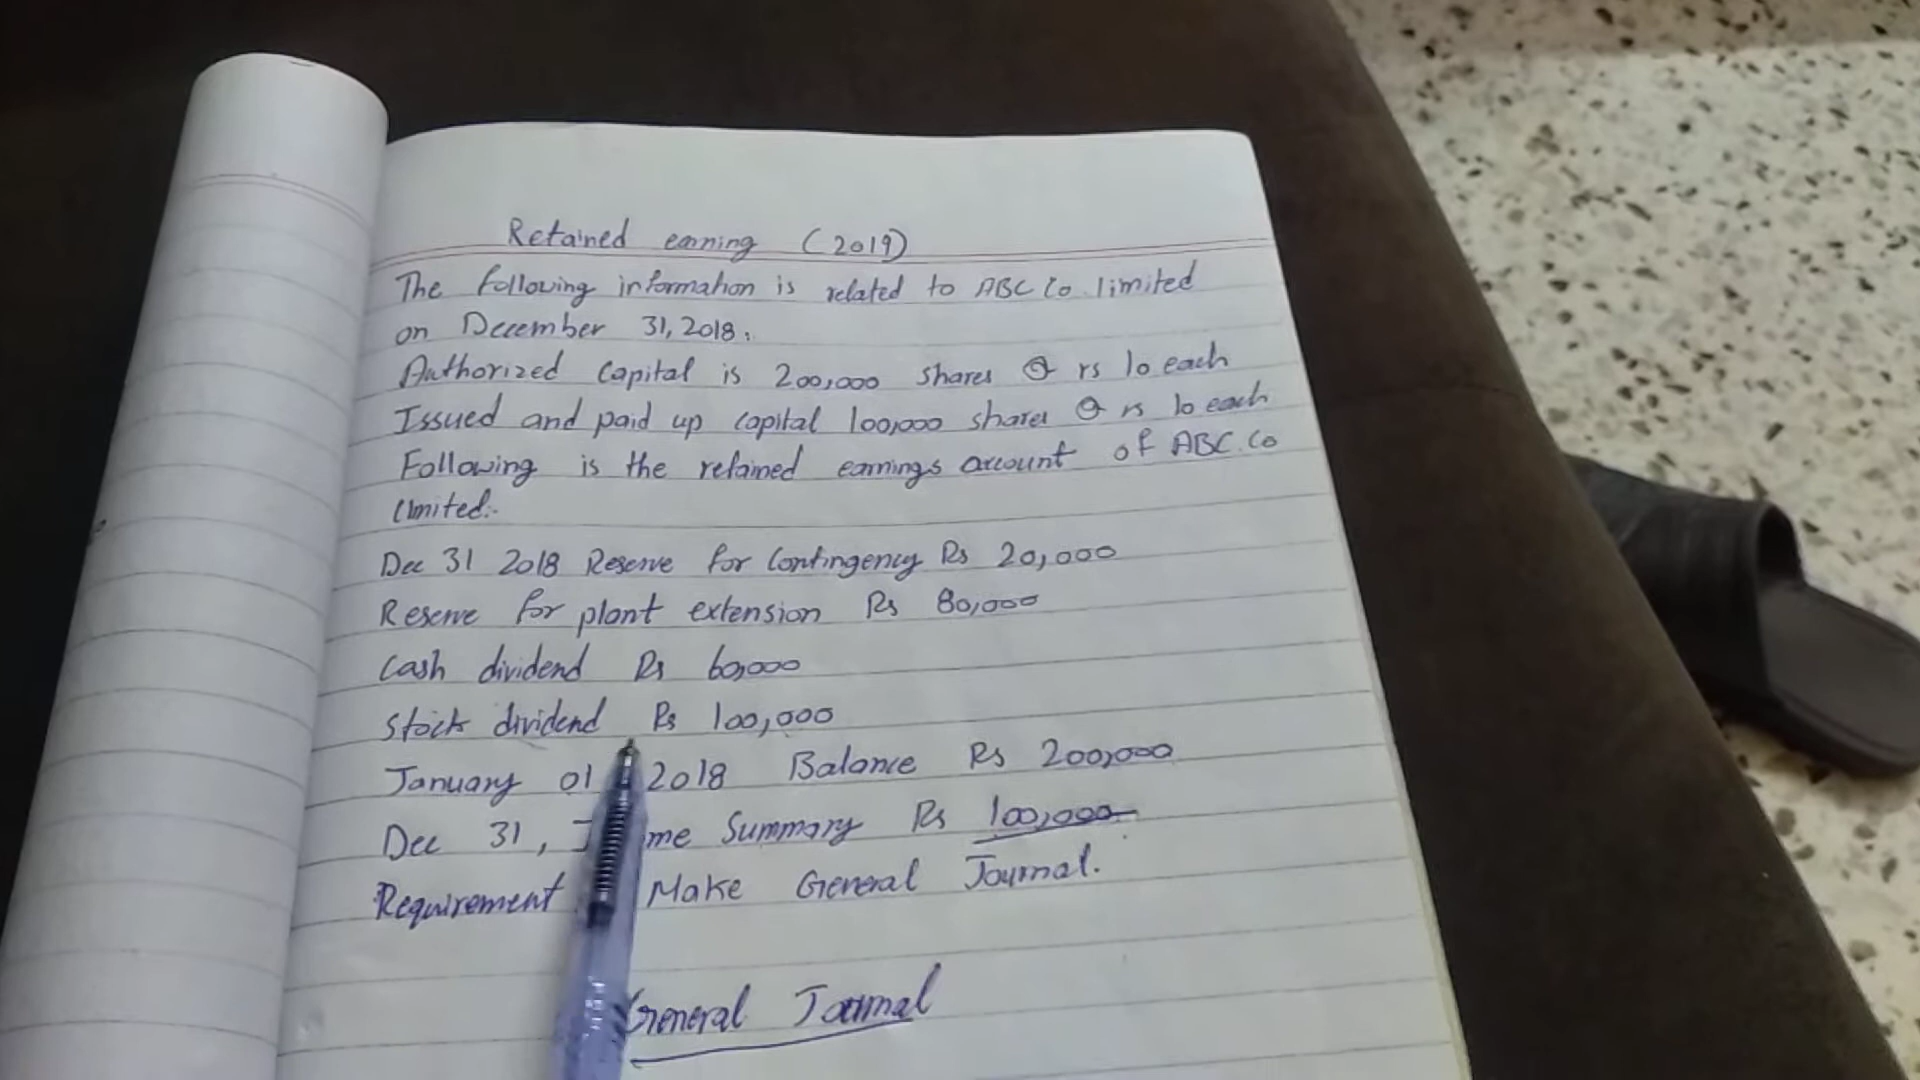 Retained earning (2019)
The following information is related to ABC Co. limited
on December 31, 2018.
Authorized Capital is 200,000 shares @ rs 10 each
Issued and paid up capital 100,000 shares @ rs 10 each
Following is the retained earnings account of ABC. Co
limited:-
Dec 31 2018 Reserve for Contingency Rs 20,000
Reserve for plant extension Rs 80,000
Cash dividend Rs 60,000
Stock dividend Rs 100,000
January 01 2018 Balance Rs 200,000
Dec 31, Summary Rs 100,000
Requirement Make General Journal.
General Journal